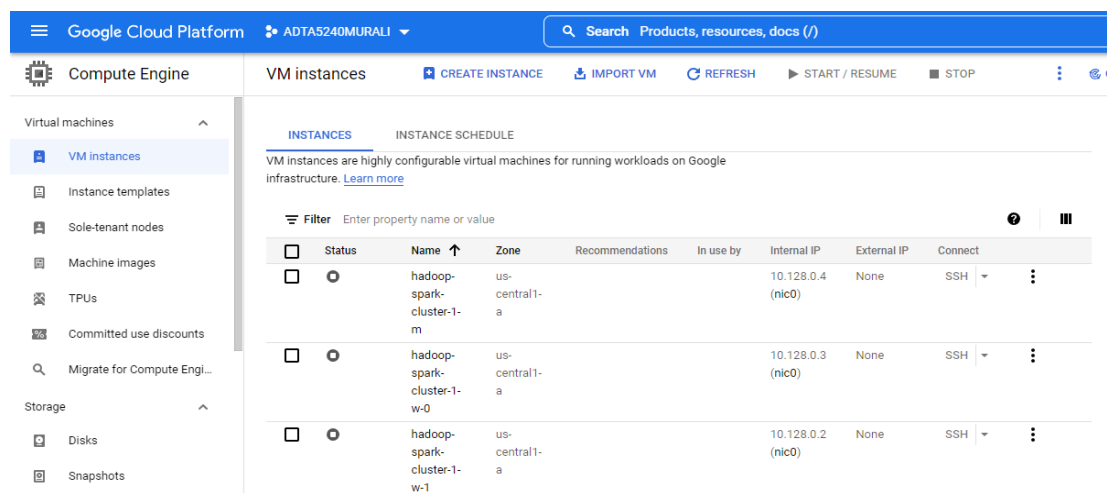 Google Cloud Platform ADTA5240MURALI Search Products, resources, docs (/)
Compute Engine
VM instances CREATE INSTANCE IMPORT VM REFRESH START / RESUME STOP
Virtual machines
VM instances
Instance templates
Sole-tenant nodes
Machine images
TPUs
Committed use discounts
Migrate for Compute Engi...
Storage
Disks
Snapshots
INSTANCES INSTANCE SCHEDULE
VM instances are highly configurable virtual machines for running workloads on Google
infrastructure. Learn more
Filter Enter property name or value
Status Name Zone Recommendations In use by Internal IP External IP Connect
hadoop- us- 10.128.0.4 None SSH
spark- central1- (nic0)
cluster-1- a
m
hadoop- us- 10.128.0.3 None SSH
spark- central1- (nic0)
cluster-1- a
w-0
hadoop- us- 10.128.0.2 None SSH
spark- central1- (nic0)
cluster-1- a
w-1